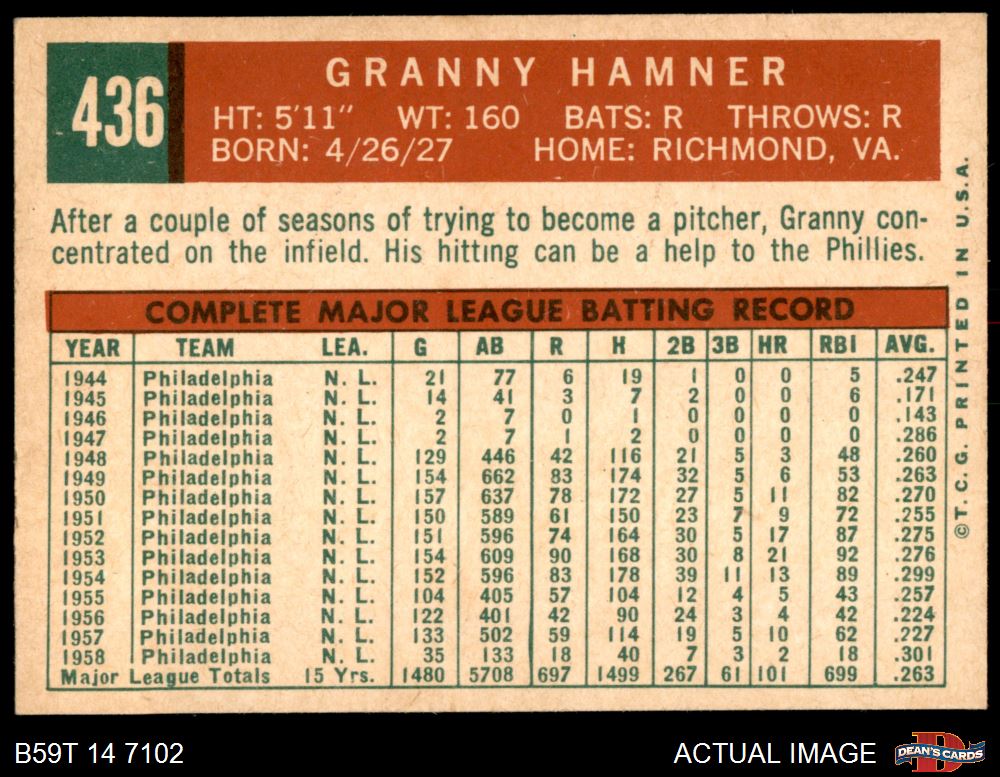 436
GRANNY HAMNER
HT: 5'11" WT: 160 BATS: R THROWS: R
BORN: 4/26/27 HOME: RICHMOND, VA.
After a couple of seasons of trying to become a pitcher, Granny con-
centrated on the infield. His hitting can be a help to the Phillies.
COMPLETE MAJOR LEAGUE BATTING RECORD
YEAR TEAM LEA. G AB R H 2B 3B HR RBI AVG.
1944 Philadelphia N. L. 21 77 6 19 1 0 0 5 .247
1945 Philadelphia N. L. 14 41 3 7 2 0 0 6 .171
1946 Philadelphia N. L. 2 7 0 1 0 0 0 0 .143
1947 Philadelphia N. L. 2 7 1 2 0 0 0 0 .286
1948 Philadelphia N. L. 129 446 42 116 21 5 3 48 .260
1949 Philadelphia N. L. 154 662 83 174 32 5 6 53 .263
1950 Philadelphia N. L. 157 637 78 172 27 5 11 82 .270
1951 Philadelphia N. L. 150 589 61 150 23 7 9 72 .255
1952 Philadelphia N. L. 151 596 74 164 30 5 17 87 .275
1953 Philadelphia N. L. 154 609 90 168 30 8 21 92 .276
1954 Philadelphia N. L. 152 596 83 178 39 11 13 89 .299
1955 Philadelphia N. L. 104 405 57 104 12 4 5 43 .257
1956 Philadelphia N. L. 122 401 42 90 24 3 4 42 .224
1957 Philadelphia N. L. 133 502 59 114 19 5 10 62 .227
1958 Philadelphia N. L. 35 133 18 40 7 3 2 18 .301
Major League Totals 15 Yrs. 1480 5708 697 1499 267 61 101 699 .263
©T. C. G. PRINTED IN U.S.A.
B59T 14 7102
ACTUAL IMAGE
DEAN'S CARDS